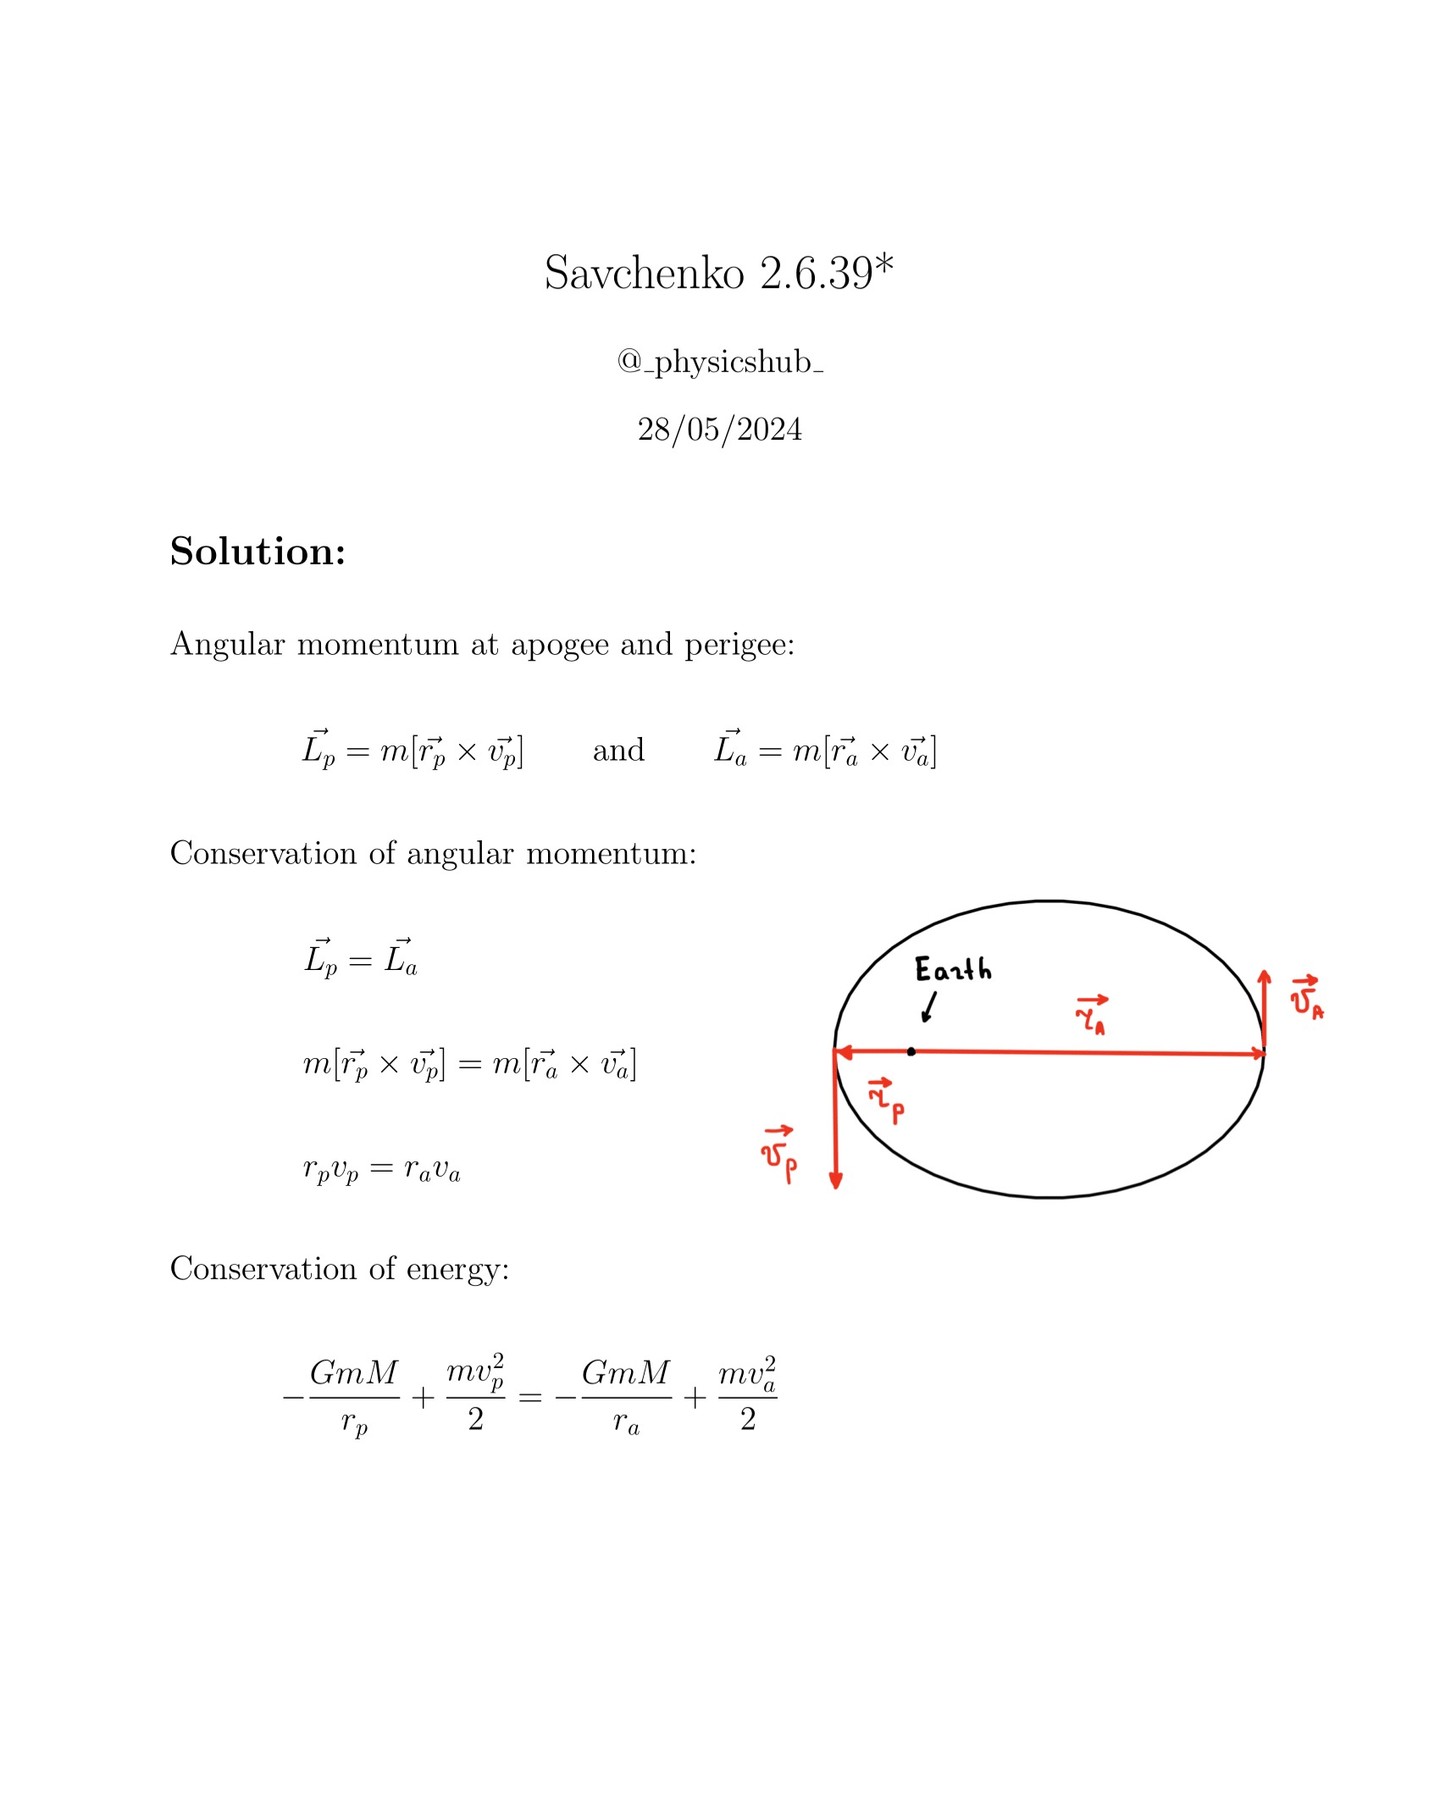 Savchenko 2.6.39*
@_physicshub_
28/05/2024
Solution:
Angular momentum at apogee and perigee:
$\vec{L_p} = m[\vec{r_p} \times \vec{v_p}]$ and $\vec{L_a} = m[\vec{r_a} \times \vec{v_a}]$
Conservation of angular momentum:
$\vec{L_p} = \vec{L_a}$
$m[\vec{r_p} \times \vec{v_p}] = m[\vec{r_a} \times \vec{v_a}]$
$r_p v_p = r_a v_a$
Earth
$\vec{r}_A$
$\vec{v}_A$
$\vec{r}_p$
$\vec{v}_p$
Conservation of energy:
$-\frac{GmM}{r_p} + \frac{mv_p^2}{2} = -\frac{GmM}{r_a} + \frac{mv_a^2}{2}$